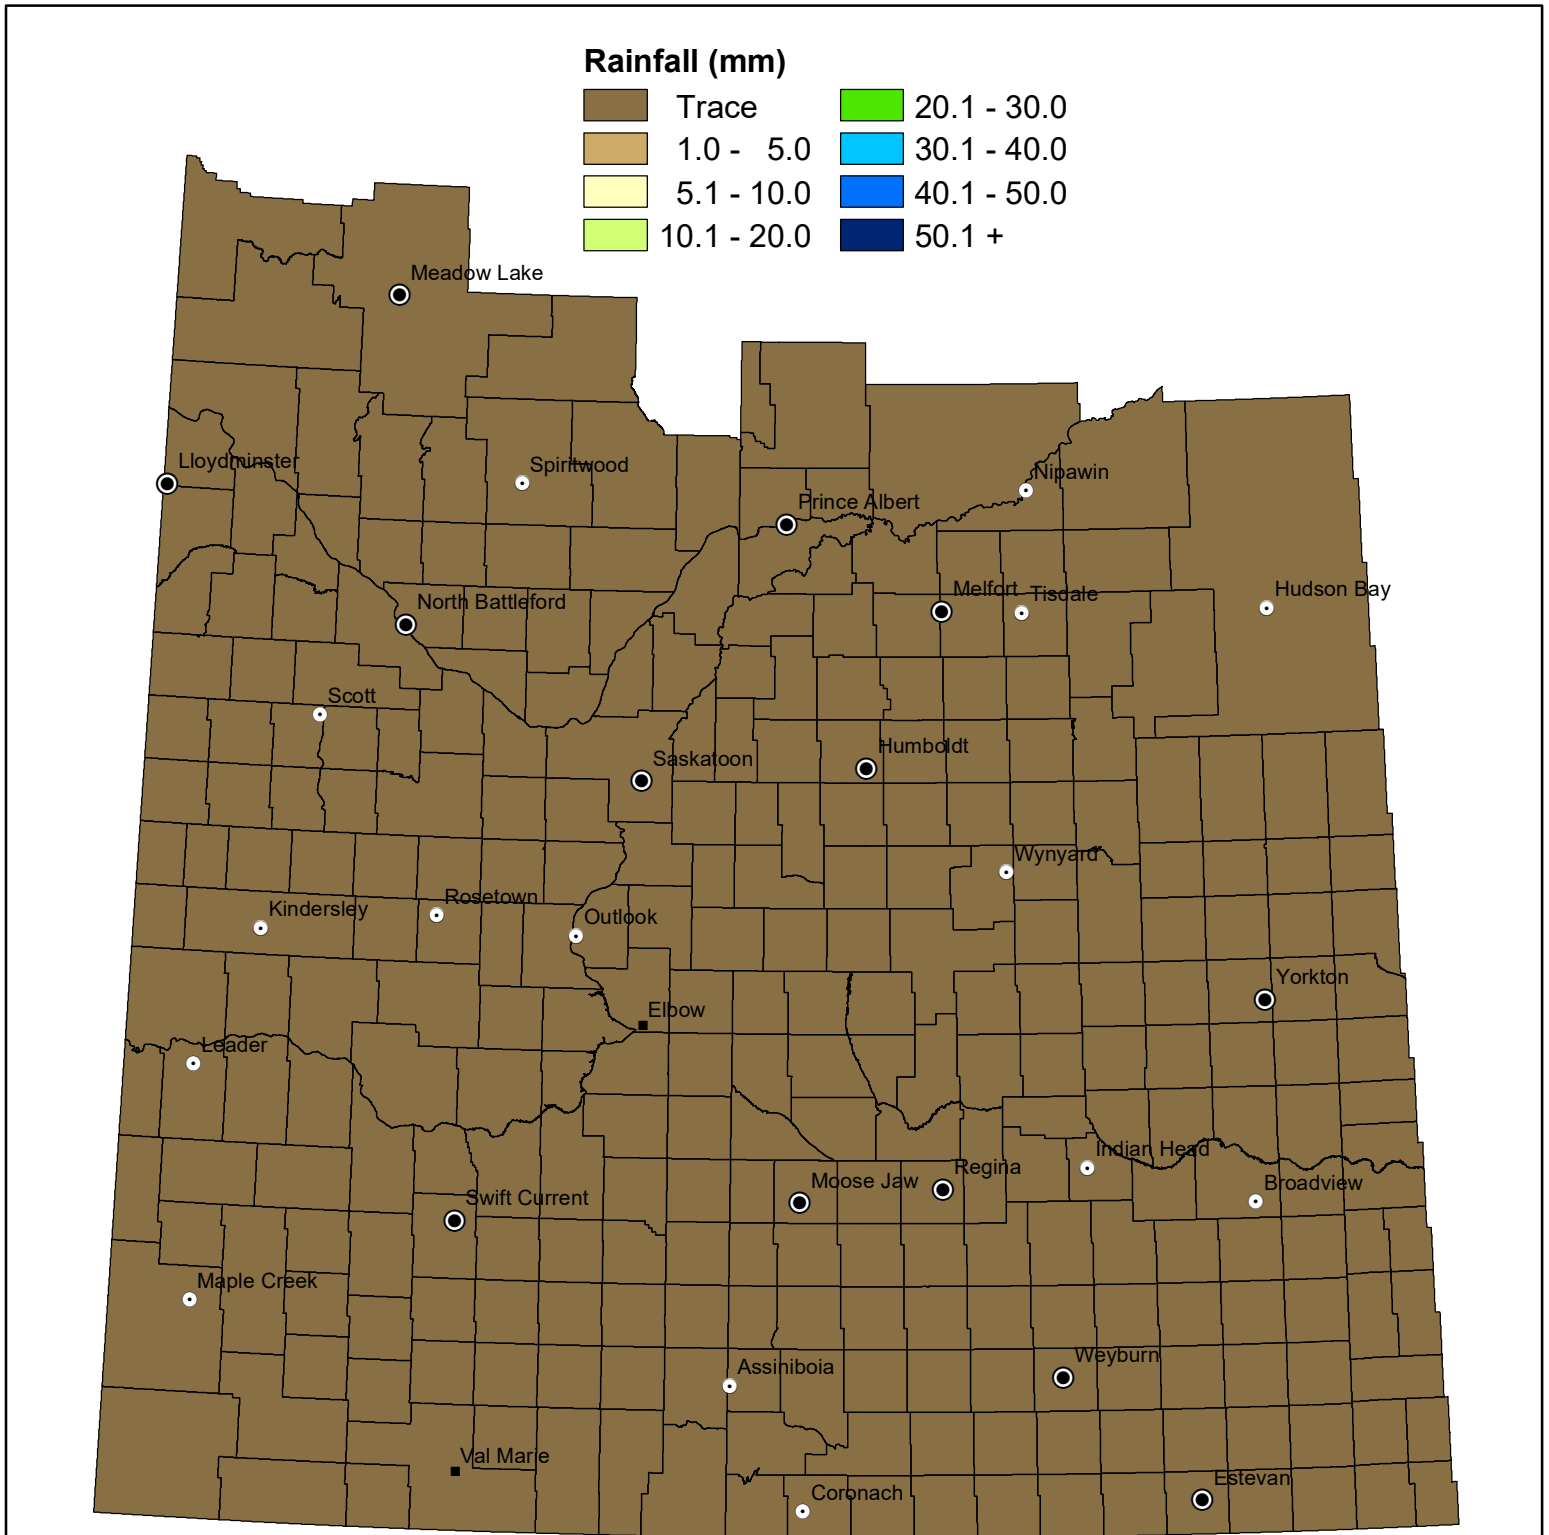 Rainfall (mm)
Trace
20.1 - 30.0
1.0 - 5.0
30.1 - 40.0
5.1 - 10.0
40.1 - 50.0
10.1 - 20.0
50.1 +
Meadow Lake
Lloydminster
Spiritwood
Nipawin
Prince Albert
Hudson Bay
Melfort
Tisdale
North Battleford
Scott
Humboldt
Saskatoon
Wynyard
Rosetown
Kindersley
Outlook
Yorkton
Elbow
Leader
Indian Head
Regina
Moose Jaw
Broadview
Swift Current
Maple Creek
Weyburn
Assiniboia
Val Marie
Estevan
Coronach